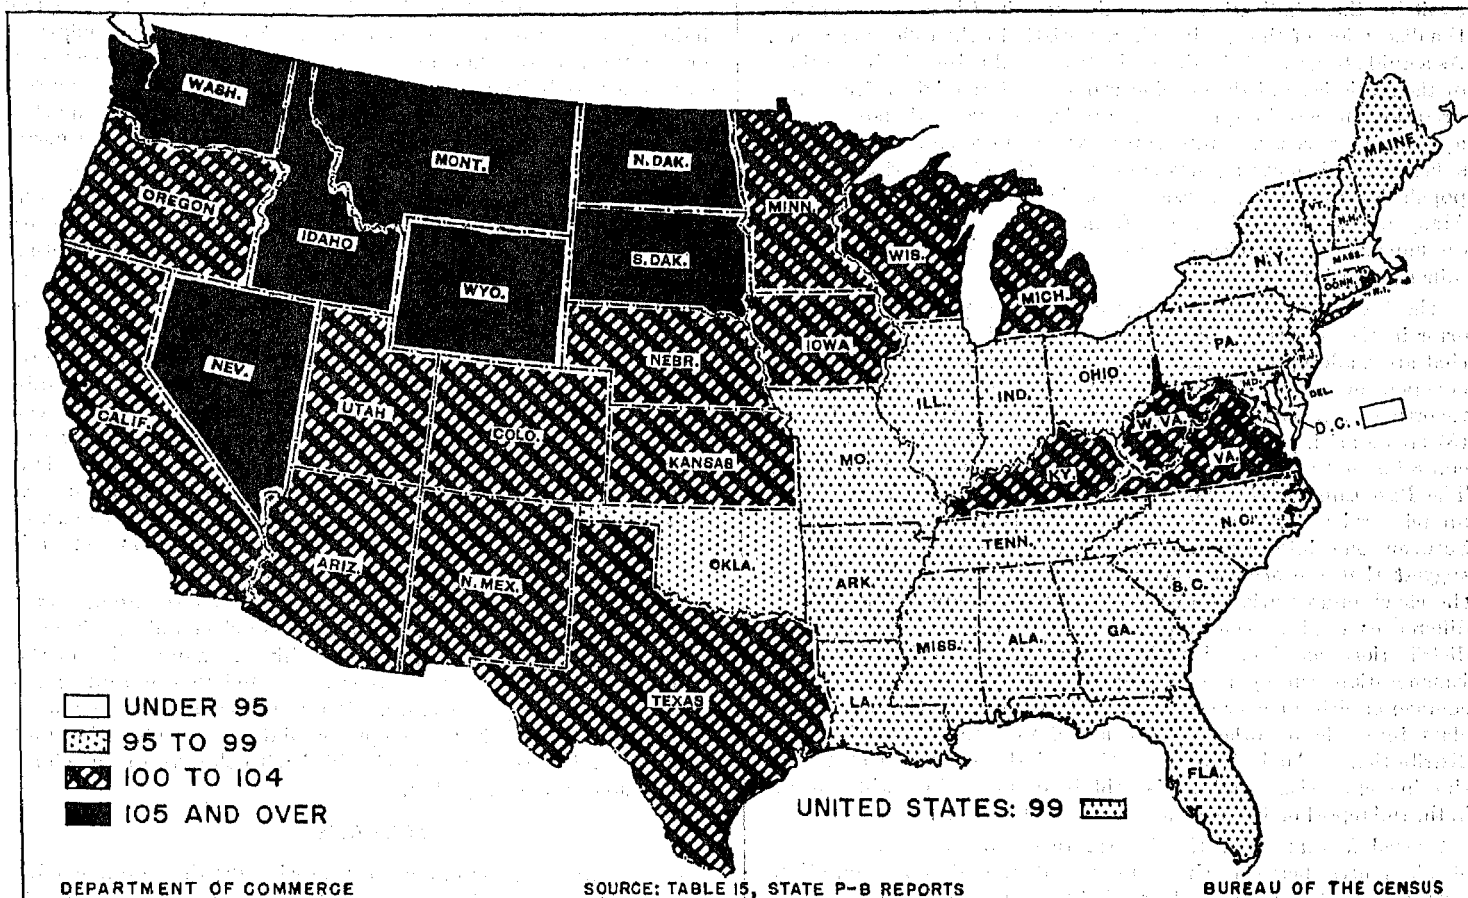 WASH.
MONT.
N. DAK.
MINN.
MAINE
OREGON
IDAHO
WYO.
S. DAK.
WIS.
MICH.
VT.
N.H.
N.Y.
MASS.
CONN.
R.I.
NEV.
UTAH
COLO.
NEBR.
IOWA
ILL.
IND.
OHIO
PA.
N.J.
MD.
DEL.
D.C.
CALIF.
KANSAS
MO.
KY.
W. VA.
VA.
ARIZ.
N. MEX.
OKLA.
ARK.
TENN.
N. C.
S. C.
TEXAS
LA.
MISS.
ALA.
GA.
FLA.
UNDER 95
95 TO 99
100 TO 104
105 AND OVER
UNITED STATES: 99
DEPARTMENT OF COMMERCE
SOURCE: TABLE 15, STATE P-B REPORTS
BUREAU OF THE CENSUS